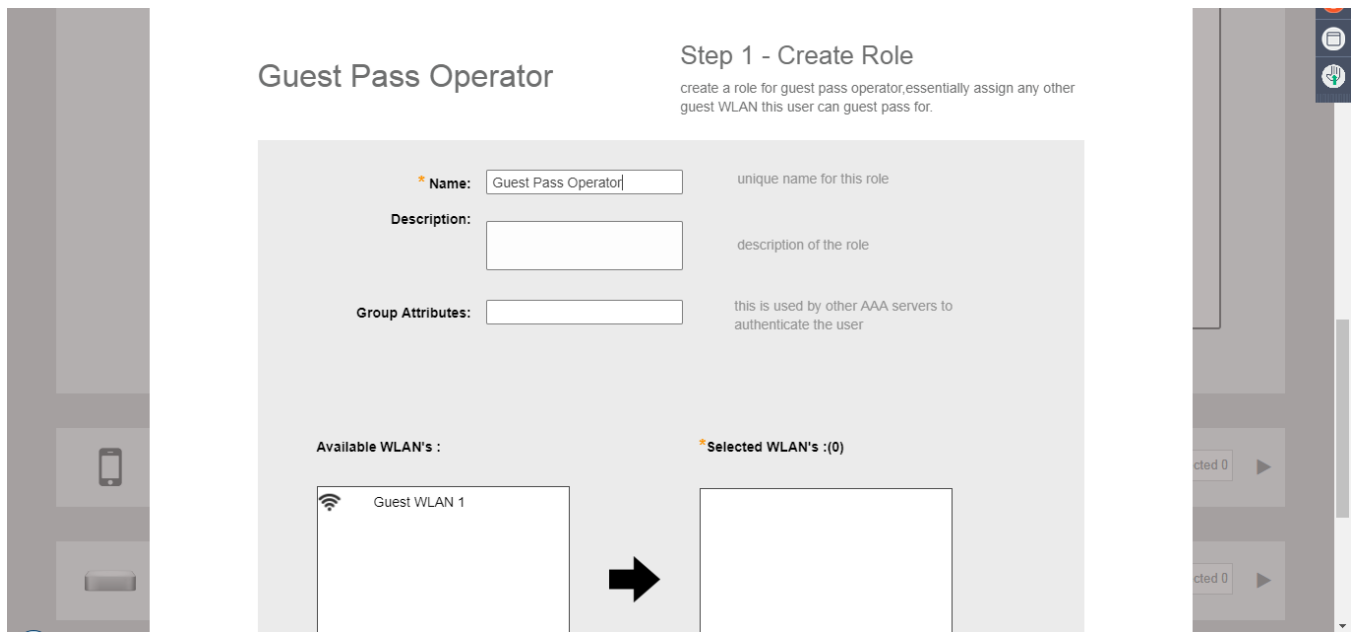 Guest Pass Operator
Step 1 - Create Role
create a role for guest pass operator,essentially assign any other
guest WLAN this user can guest pass for.
* Name:
Guest Pass Operator
unique name for this role
Description:
description of the role
Group Attributes:
this is used by other AAA servers to
authenticate the user
Available WLAN's :
*Selected WLAN's :(0)
Guest WLAN 1
cted 0
cted 0